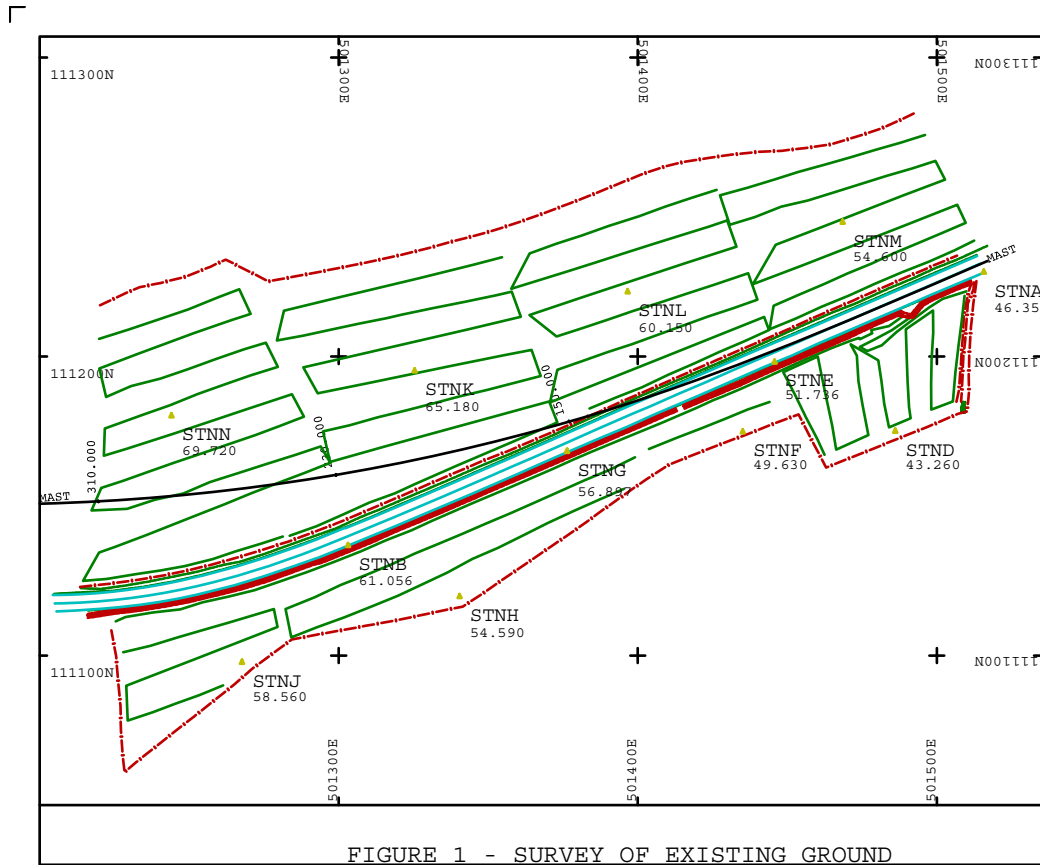 501300E
501400E
501500E
111300N
111300N
STNM
54.600
MAST
STNA
46.35
STNL
60.150
111200N
111200N
STNK
65.180
150.000
STNE
51.736
STNN
69.720
STNF
49.630
STND
43.260
310.000
STNG
56.897
MAST
STNB
61.056
STNH
54.590
111100N
111100N
STNJ
58.560
501300E
501400E
501500E
FIGURE 1 - SURVEY OF EXISTING GROUND